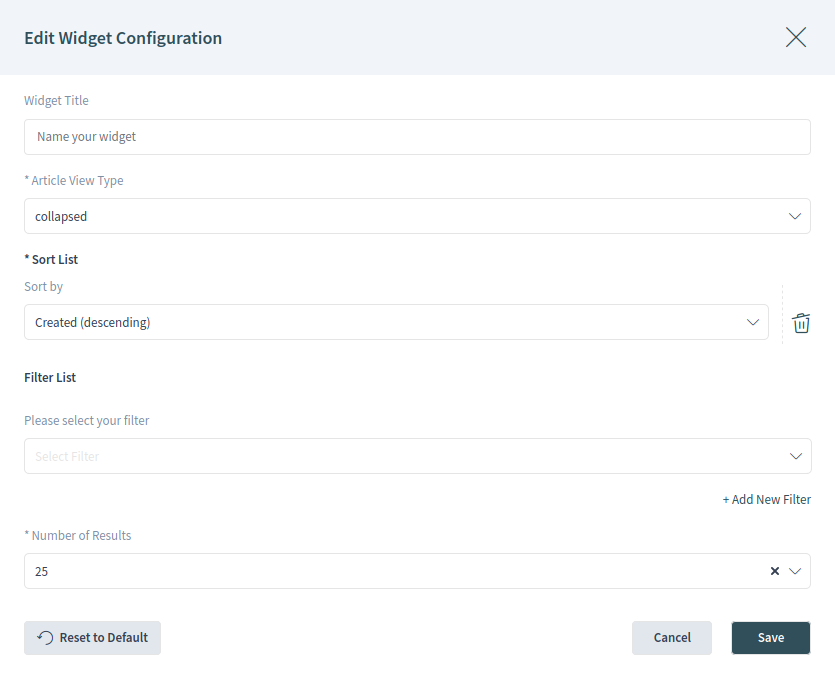 Edit Widget Configuration
Widget Title
Name your widget
* Article View Type
collapsed
* Sort List
Sort by
Created (descending)
Filter List
Please select your filter
Select Filter
+ Add New Filter
* Number of Results
25
Reset to Default
Cancel
Save